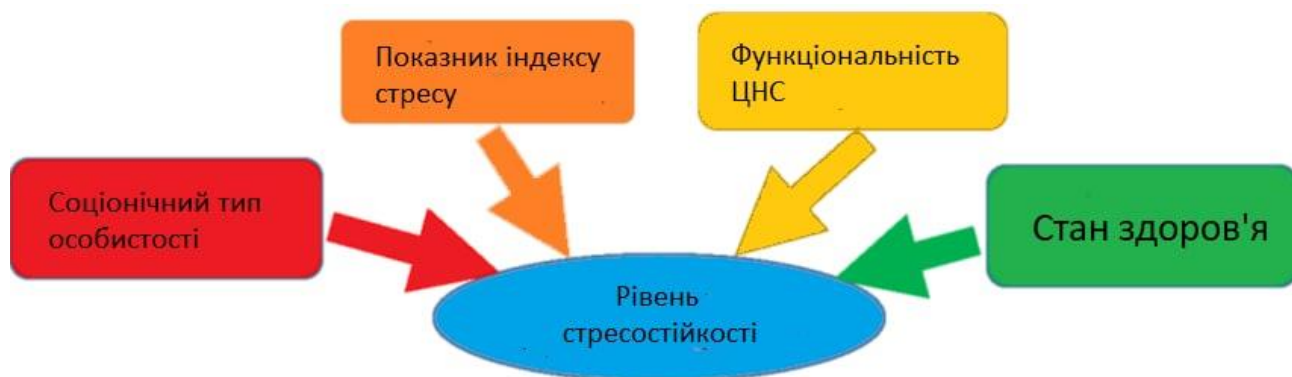 Показник індексу
стресу
Функціональність
ЦНС
Соціонічний тип
особистості
Стан здоров'я
Рівень
стресостійкості